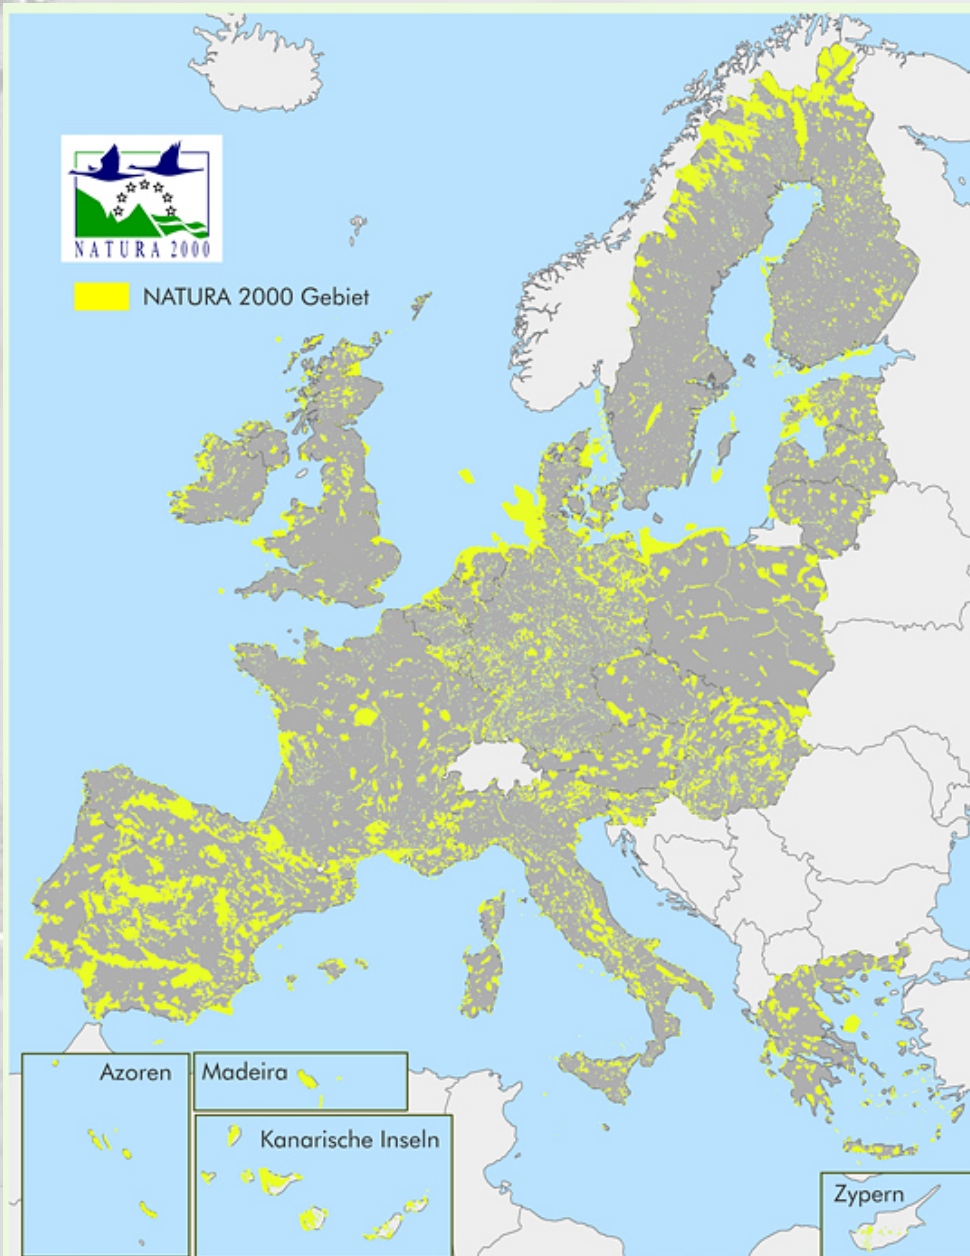 NATURA 2000
NATURA 2000 Gebiet
Azoren
Madeira
Kanarische Inseln
Zypern